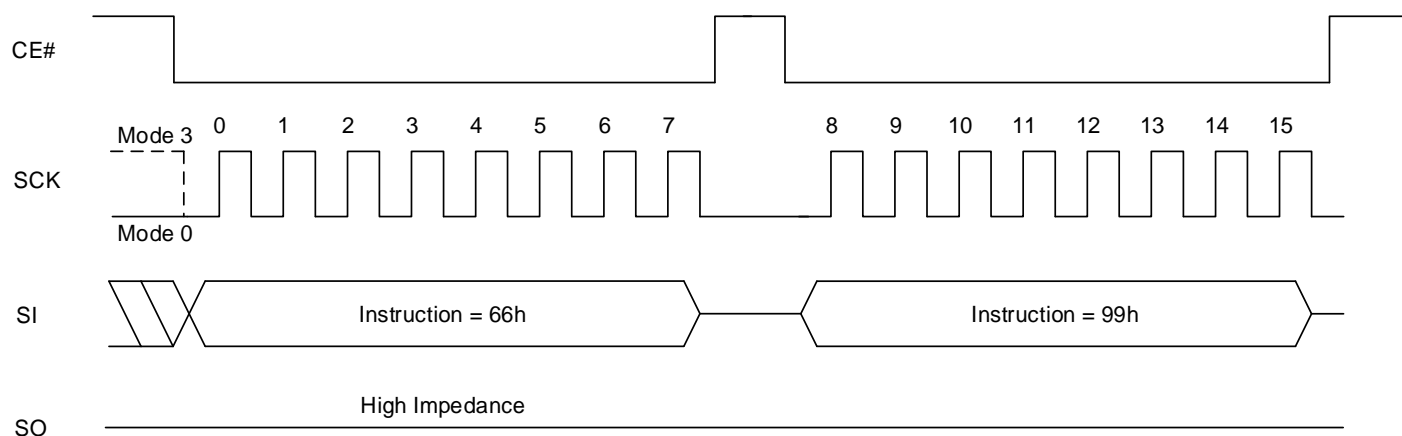 CE#
Mode 3
0 1 2 3 4 5 6 7 8 9 10 11 12 13 14 15
SCK
Mode 0
SI
Instruction = 66h
Instruction = 99h
High Impedance
SO